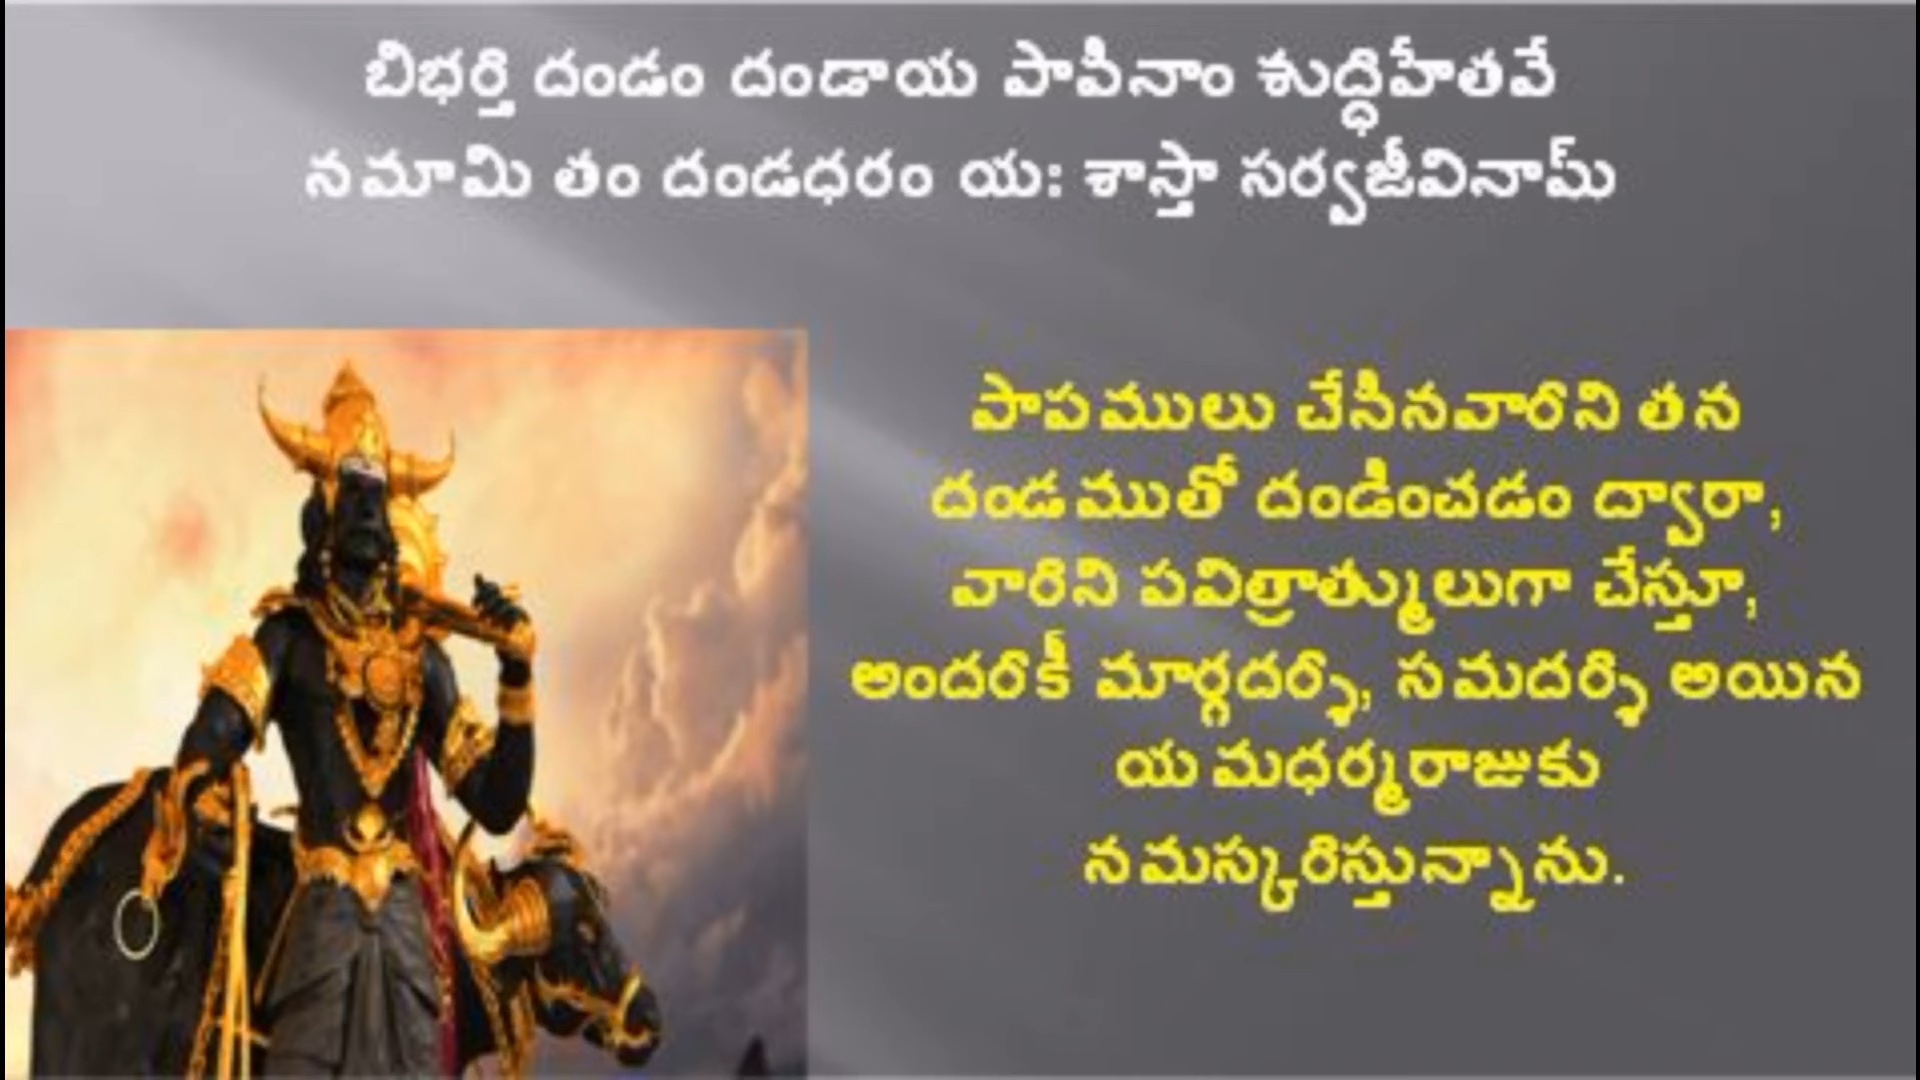 బిభర్తి దండం దండాయ పాపినాం శుద్ధిహేతవే
నమామి తం దండధరం యః శాస్తా సర్వజీవినామ్
పాపములు చేసినవారిని తన
దండముతో దండించడం ద్వారా,
వారిని పవిత్రాత్ములుగా చేస్తూ,
అందరికీ మార్గదర్శి, సమదర్శి అయిన
యమధర్మరాజుకు
నమస్కరిస్తున్నాను.